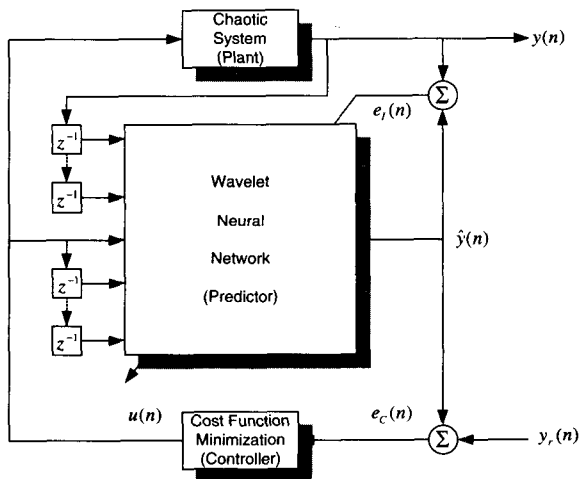 Chaotic
System
(Plant)
y(n)
Σ
e_I(n)
z⁻¹
z⁻¹
z⁻¹
z⁻¹
Wavelet
Neural
Network
(Predictor)
ŷ(n)
u(n)
Cost Function
Minimization
(Controller)
e_C(n)
Σ
y_r(n)